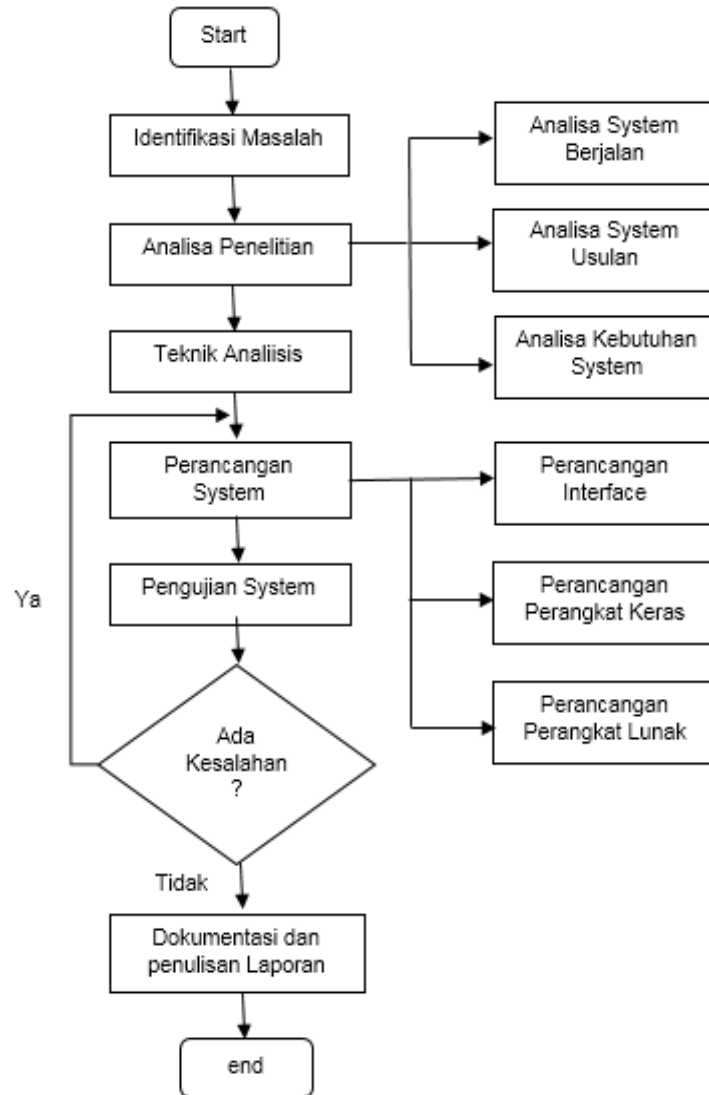 Start
Identifikasi Masalah
Analisa System
Berjalan
Analisa Penelitian
Analisa System
Usulan
Teknik Analiisis
Analisa Kebutuhan
System
Perancangan
System
Perancangan
Interface
Pengujian System
Ya
Perancangan
Perangkat Keras
Ada
Kesalahan
?
Perancangan
Perangkat Lunak
Tidak
Dokumentasi dan
penulisan Laporan
end